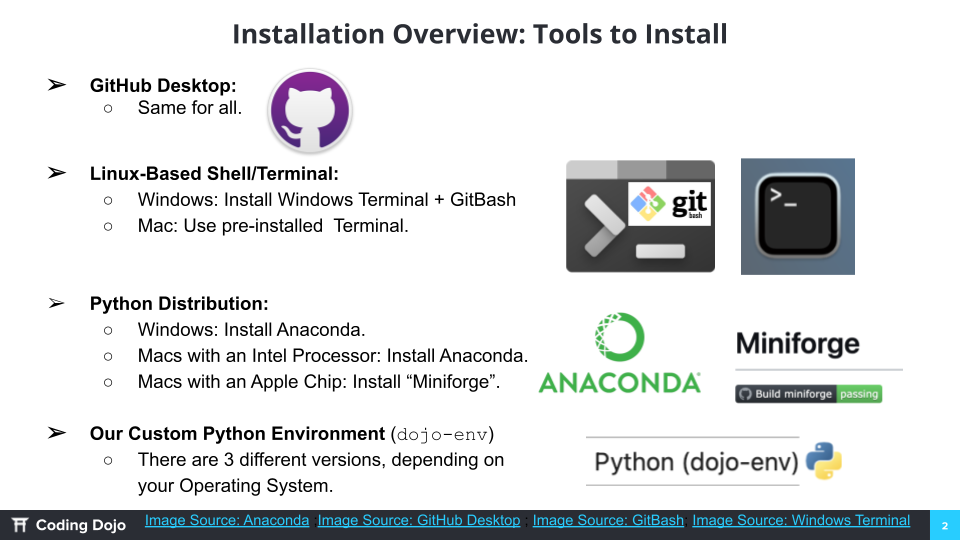 Installation Overview: Tools to Install
➢ GitHub Desktop:
○ Same for all.
➢ Linux-Based Shell/Terminal:
○ Windows: Install Windows Terminal + GitBash
○ Mac: Use pre-installed  Terminal.
git
bash
>_
➢ Python Distribution:
○ Windows: Install Anaconda.
○ Macs with an Intel Processor: Install Anaconda.
○ Macs with an Apple Chip: Install “Miniforge”.
ANACONDA
Miniforge
Build miniforge passing
➢ Our Custom Python Environment (dojo-env)
○ There are 3 different versions, depending on
your Operating System.
Python (dojo-env)
Coding Dojo
Image Source: Anaconda ;Image Source: GitHub Desktop ; Image Source: GitBash; Image Source: Windows Terminal
2